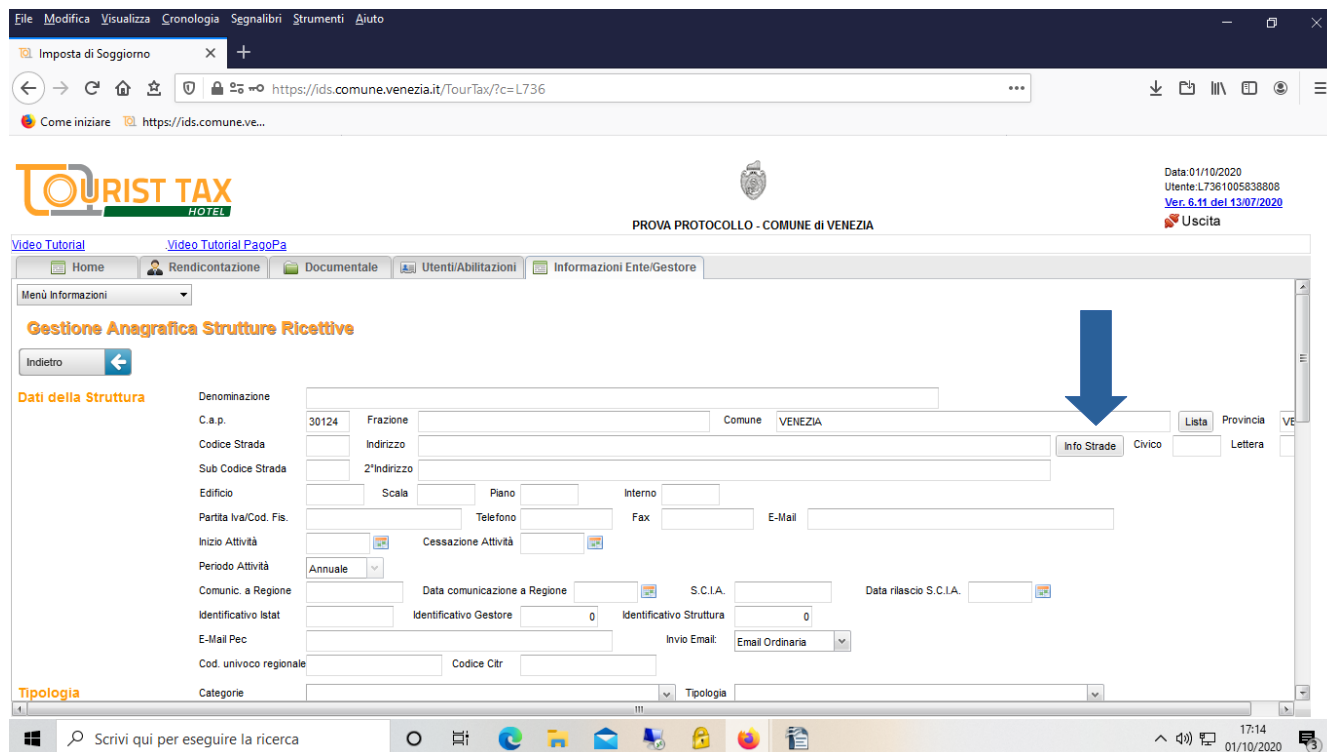 File Modifica Visualizza Cronologia Segnalibri Strumenti Aiuto
Imposta di Soggiorno
https://ids.comune.venezia.it/TourTax/?c=L736
Come iniziare https://ids.comune.ve...
TOURIST TAX
HOTEL
PROVA PROTOCOLLO - COMUNE di VENEZIA
Data:01/10/2020
Utente:L7361005838808
Ver. 6.11 del 13/07/2020
Uscita
Video Tutorial .Video Tutorial PagoPa
Home Rendicontazione Documentale Utenti/Abilitazioni Informazioni Ente/Gestore
Menù Informazioni
Gestione Anagrafica Strutture Ricettive
Indietro
Dati della Struttura Denominazione
C.a.p. 30124 Frazione Comune VENEZIA Lista Provincia VE
Codice Strada Indirizzo Info Strade Civico Lettera
Sub Codice Strada 2°Indirizzo
Edificio Scala Piano Interno
Partita Iva/Cod. Fis. Telefono Fax E-Mail
Inizio Attività Cessazione Attività
Periodo Attività Annuale
Comunic. a Regione Data comunicazione a Regione S.C.I.A. Data rilascio S.C.I.A.
Identificativo Istat Identificativo Gestore 0 Identificativo Struttura 0
E-Mail Pec Invio Email: Email Ordinaria
Cod. univoco regionale Codice Citr
Tipologia Categorie Tipologia
Scrivi qui per eseguire la ricerca
17:14
01/10/2020
3